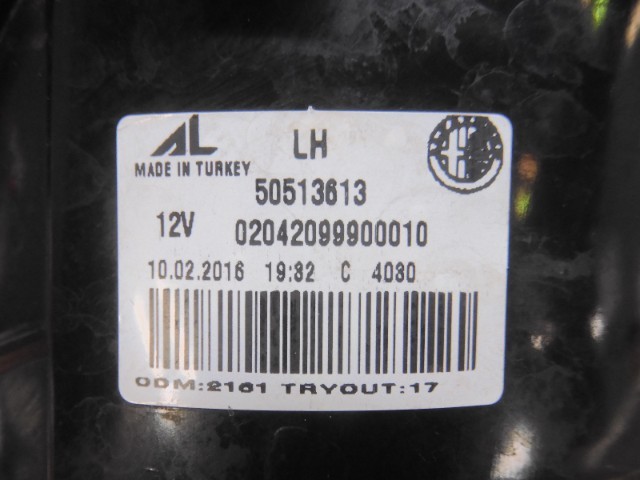 AL LH
MADE IN TURKEY
50513613
12V 02042099900010
10.02.2016 19:32 C 4030
ODM:2161 TRYOUT:17